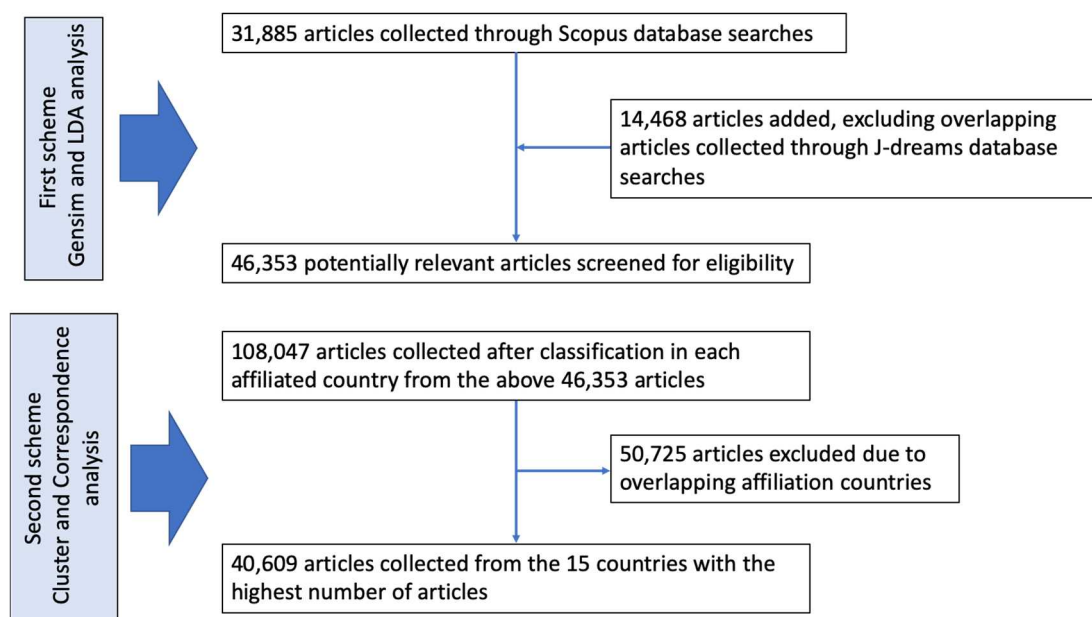 First scheme
Gensim and LDA analysis
31,885 articles collected through Scopus database searches
14,468 articles added, excluding overlapping
articles collected through J-dreams database
searches
46,353 potentially relevant articles screened for eligibility
Second scheme
Cluster and Correspondence
analysis
108,047 articles collected after classification in each
affiliated country from the above 46,353 articles
50,725 articles excluded due to
overlapping affiliation countries
40,609 articles collected from the 15 countries with the
highest number of articles